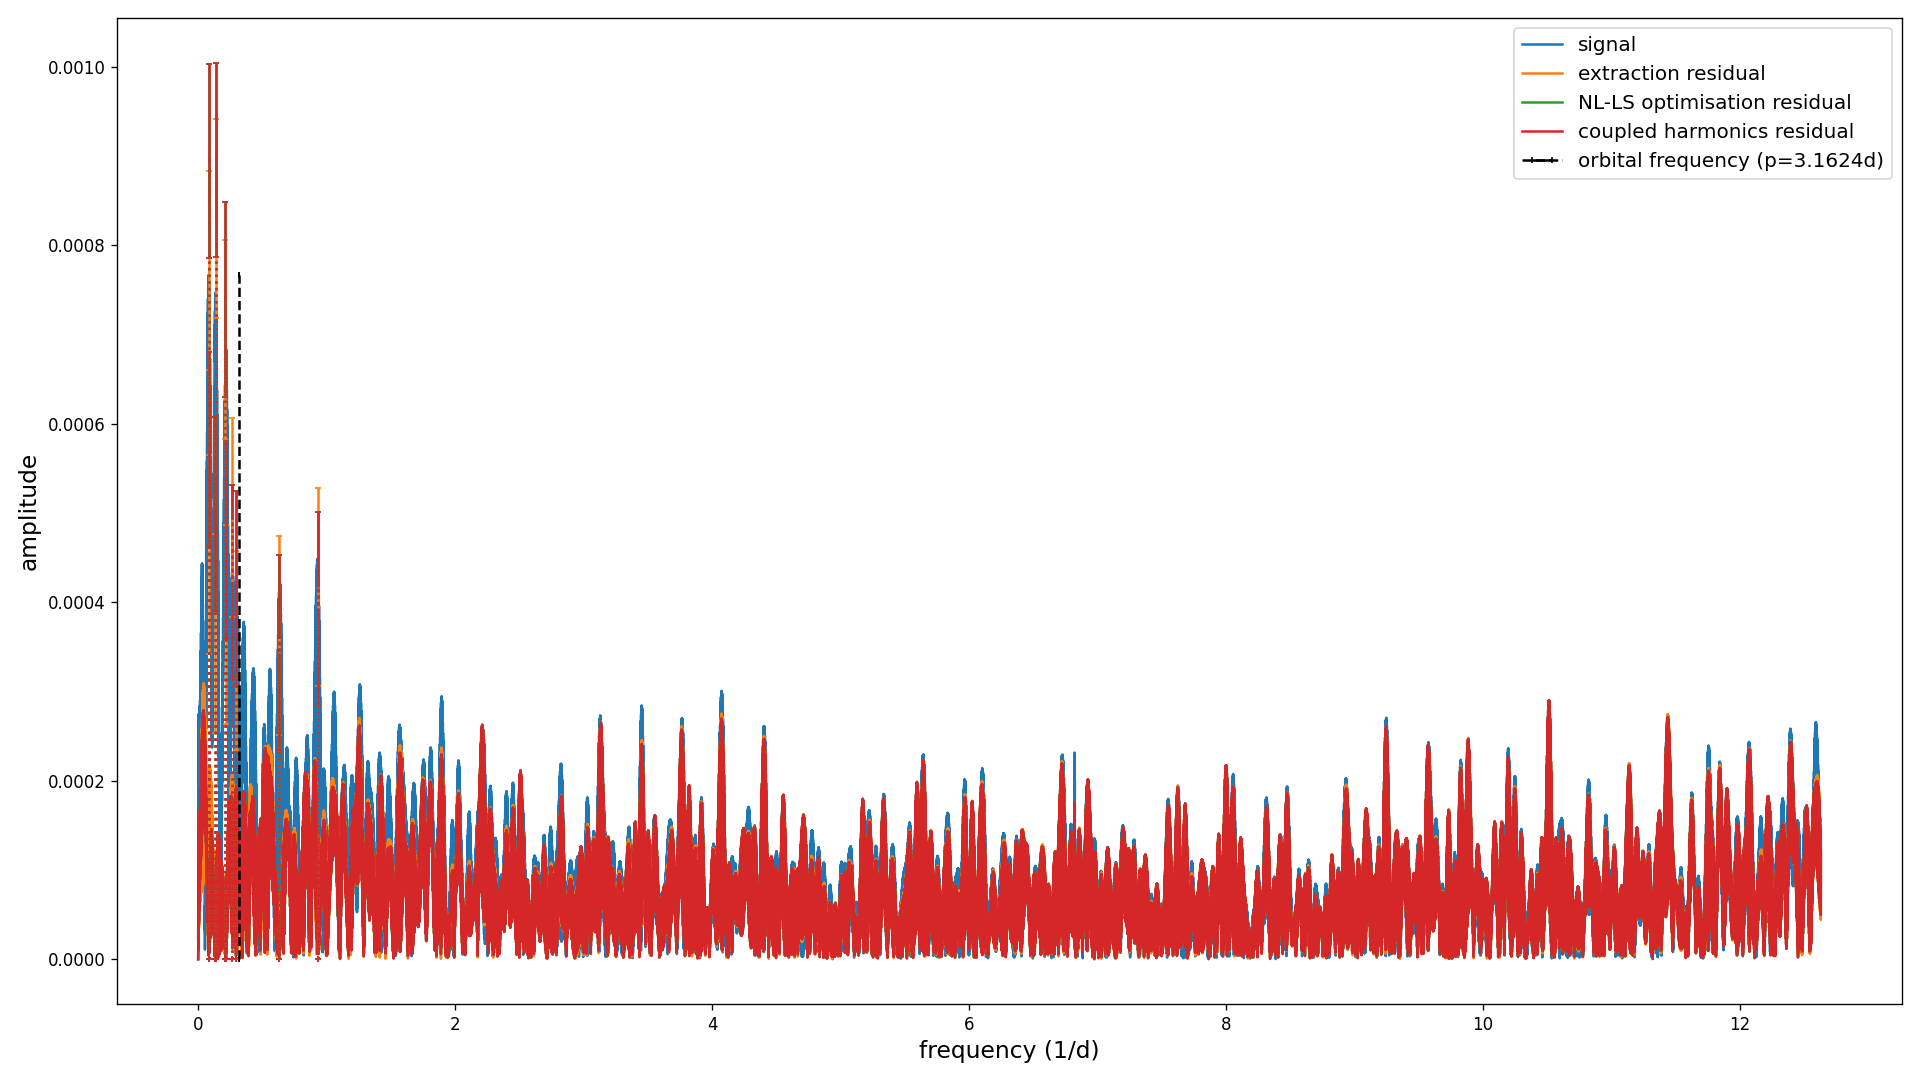 signal
extraction residual
NL-LS optimisation residual
coupled harmonics residual
orbital frequency (p=3.1624d)
amplitude
0.0010
0.0008
0.0006
0.0004
0.0002
0.0000
0 2 4 6 8 10 12
frequency (1/d)